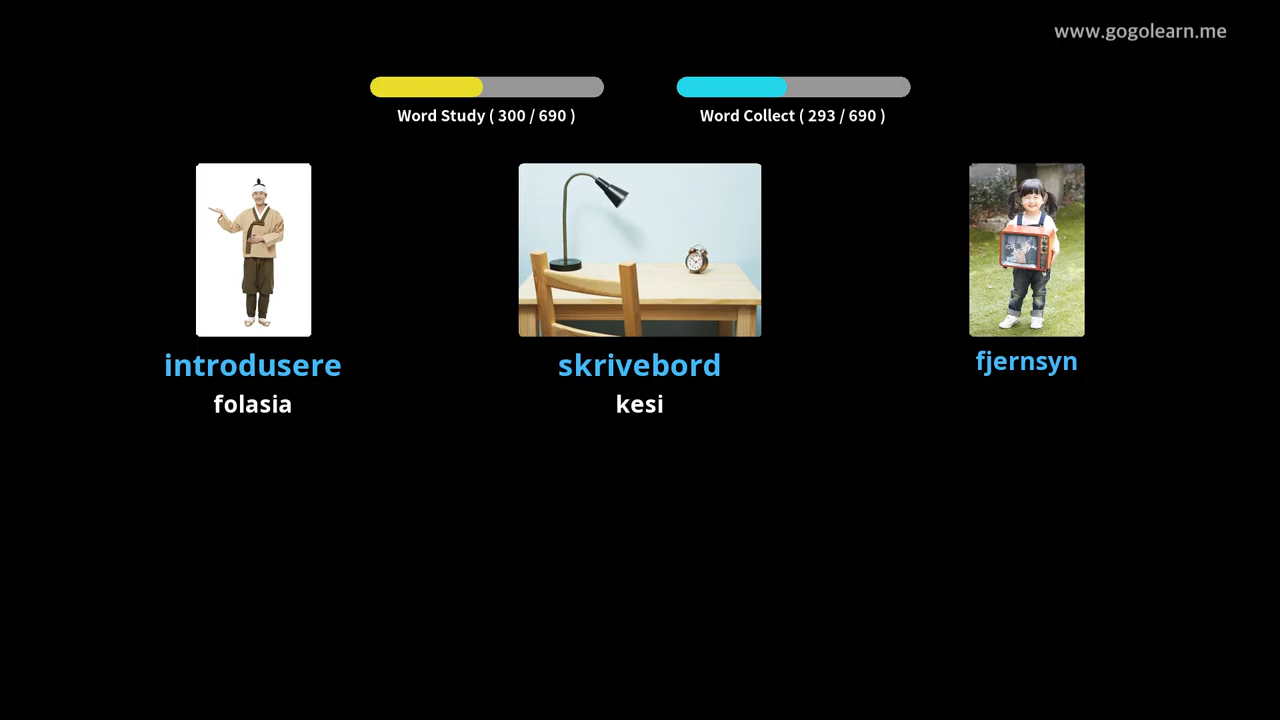 www.gogolearn.me
Word Study ( 300 / 690 )
Word Collect ( 293 / 690 )
introdusere
folasia
skrivebord
kesi
fjernsyn